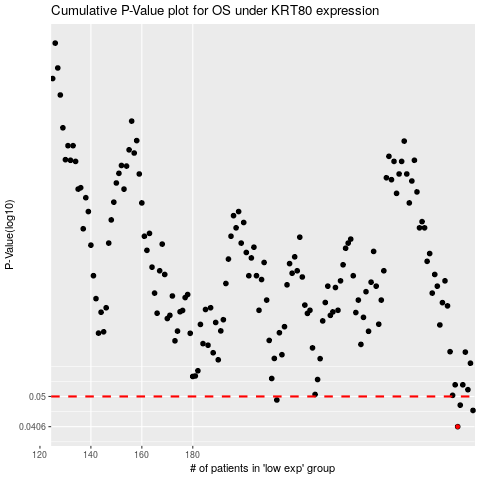 Cumulative P-Value plot for OS under KRT80 expression
P-Value(log10)
0.05
0.0406
120
140
160
180
# of patients in 'low exp' group